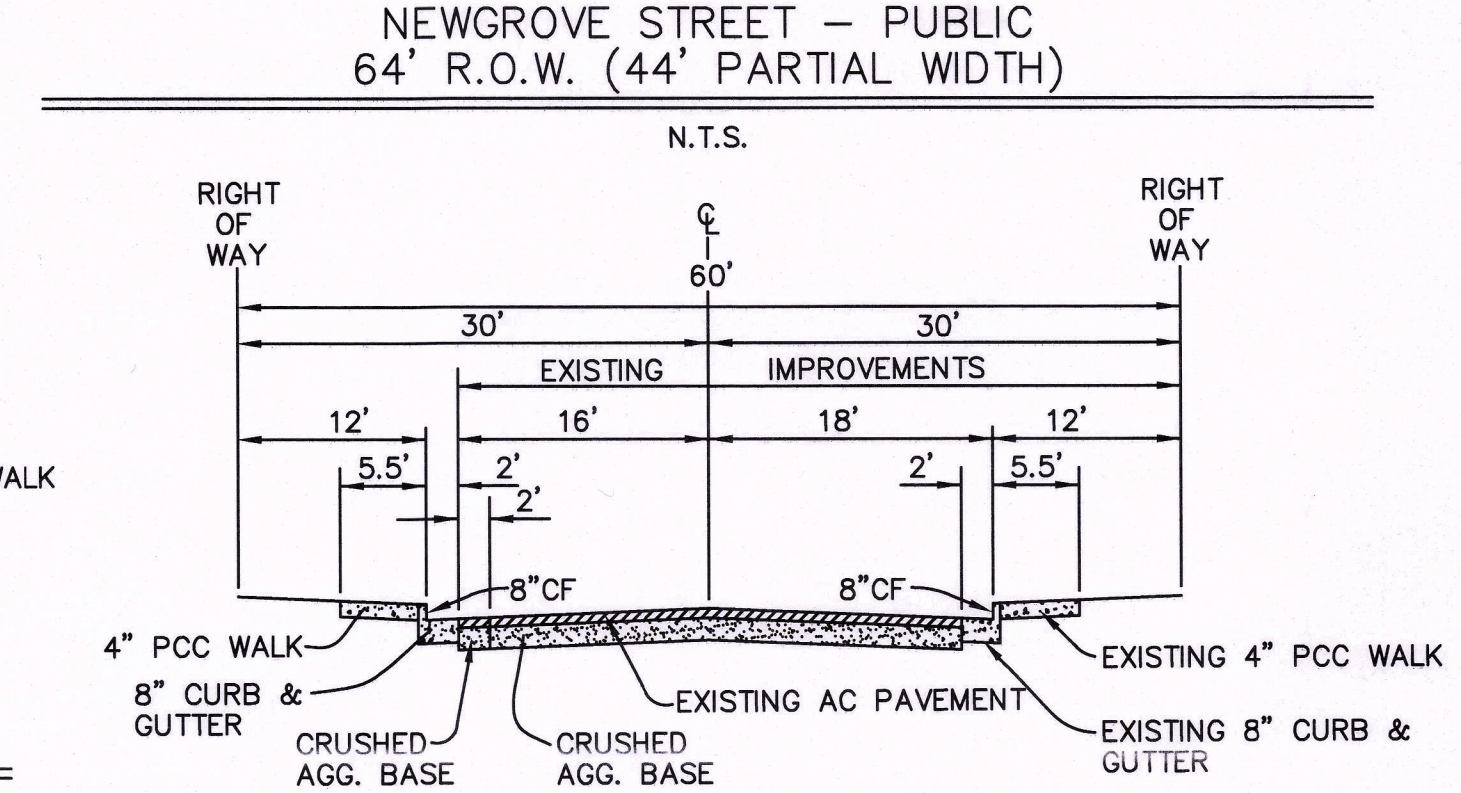 NEWGROVE STREET – PUBLIC
64' R.O.W. (44' PARTIAL WIDTH)
N.T.S.
RIGHT
OF
WAY
℄
RIGHT
OF
WAY
60'
30'
30'
EXISTING IMPROVEMENTS
12'
16'
18'
12'
WALK
5.5'
2'
2'
5.5'
2'
8"CF
8"CF
4" PCC WALK
EXISTING 4" PCC WALK
8" CURB &
GUTTER
EXISTING AC PAVEMENT
EXISTING 8" CURB &
GUTTER
CRUSHED
AGG. BASE
CRUSHED
AGG. BASE